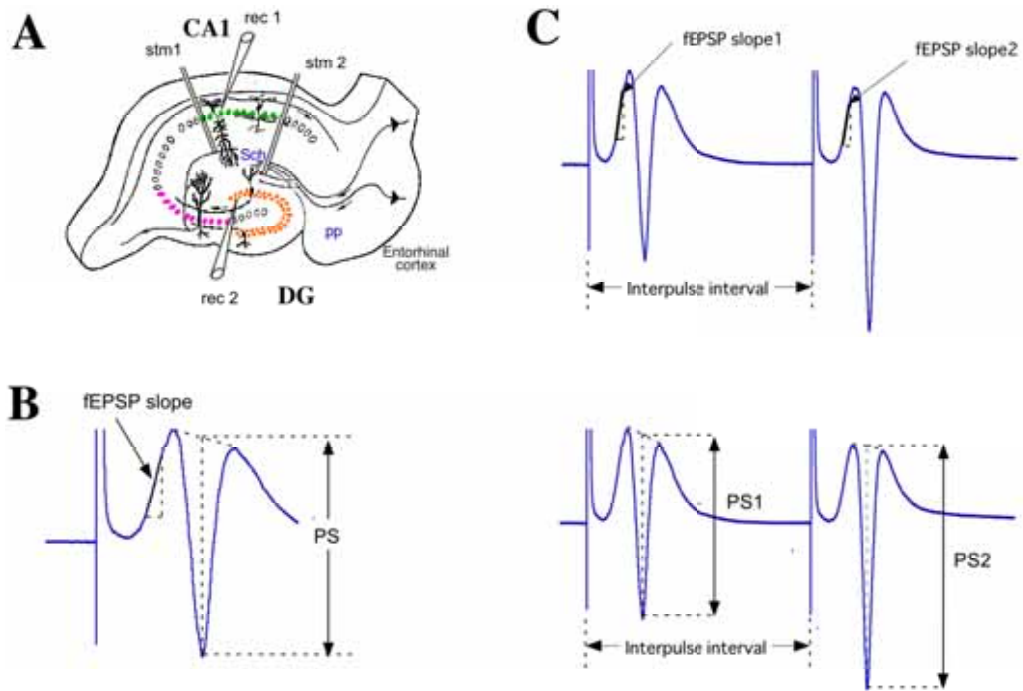 A
CA1
rec 1
stm1
stm 2
Sch
pp
Entorhinal
cortex
rec 2
DG
B
fEPSP slope
PS
C
fEPSP slope1
fEPSP slope2
Interpulse interval
PS1
PS2
Interpulse interval